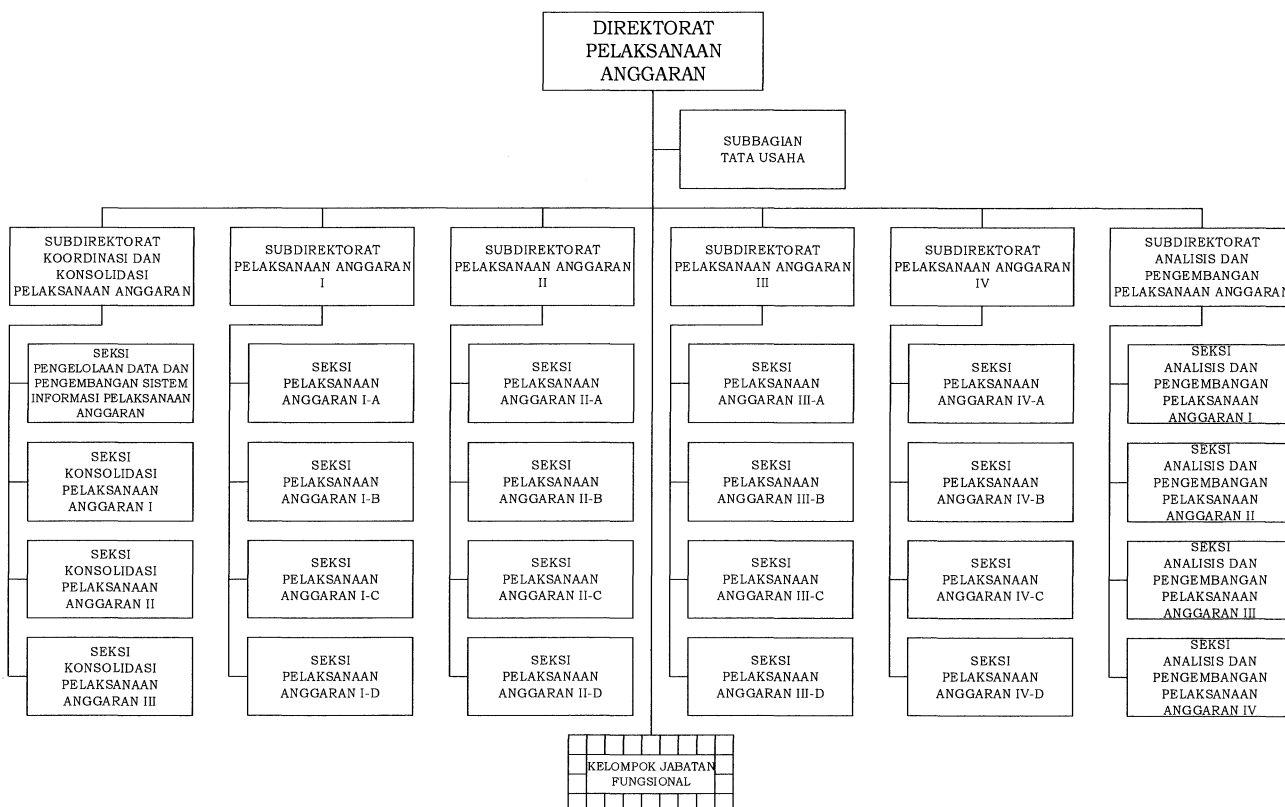 DIREKTORAT
PELAKSANAAN
ANGGARAN
SUBBAGIAN
TATA USAHA
SUBDIREKTORAT
KOORDINASI DAN
KONSOLIDASI
PELAKSANAAN ANGGARAN
SUBDIREKTORAT
PELAKSANAAN ANGGARAN
I
SUBDIREKTORAT
PELAKSANAAN ANGGARAN
II
SUBDIREKTORAT
PELAKSANAAN ANGGARAN
III
SUBDIREKTORAT
PELAKSANAAN ANGGARAN
IV
SUBDIREKTORAT
ANALISIS DAN
PENGEMBANGAN
PELAKSANAAN ANGGARAN
SEKSI
PENGELOLAAN DATA DAN
PENGEMBANGAN SISTEM
INFORMASI PELAKSANAAN
ANGGARAN
SEKSI
PELAKSANAAN
ANGGARAN I-A
SEKSI
PELAKSANAAN
ANGGARAN II-A
SEKSI
PELAKSANAAN
ANGGARAN III-A
SEKSI
PELAKSANAAN
ANGGARAN IV-A
SEKSI
ANALISIS DAN
PENGEMBANGAN
PELAKSANAAN
ANGGARAN I
SEKSI
KONSOLIDASI
PELAKSANAAN
ANGGARAN I
SEKSI
PELAKSANAAN
ANGGARAN I-B
SEKSI
PELAKSANAAN
ANGGARAN II-B
SEKSI
PELAKSANAAN
ANGGARAN III-B
SEKSI
PELAKSANAAN
ANGGARAN IV-B
SEKSI
ANALISIS DAN
PENGEMBANGAN
PELAKSANAAN
ANGGARAN II
SEKSI
KONSOLIDASI
PELAKSANAAN
ANGGARAN II
SEKSI
PELAKSANAAN
ANGGARAN I-C
SEKSI
PELAKSANAAN
ANGGARAN II-C
SEKSI
PELAKSANAAN
ANGGARAN III-C
SEKSI
PELAKSANAAN
ANGGARAN IV-C
SEKSI
ANALISIS DAN
PENGEMBANGAN
PELAKSANAAN
ANGGARAN III
SEKSI
KONSOLIDASI
PELAKSANAAN
ANGGARAN III
SEKSI
PELAKSANAAN
ANGGARAN I-D
SEKSI
PELAKSANAAN
ANGGARAN II-D
SEKSI
PELAKSANAAN
ANGGARAN III-D
SEKSI
PELAKSANAAN
ANGGARAN IV-D
SEKSI
ANALISIS DAN
PENGEMBANGAN
PELAKSANAAN
ANGGARAN IV
KELOMPOK JABATAN
FUNGSIONAL